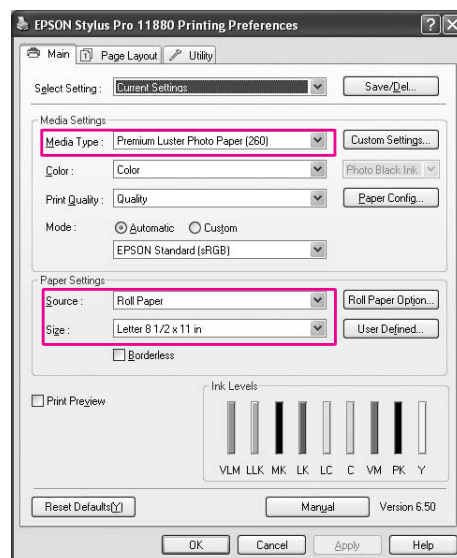 EPSON Stylus Pro 11880 Printing Preferences
Main Page Layout Utility
Select Setting : Current Settings Save/Del...
Media Settings
Media Type : Premium Luster Photo Paper (260) Custom Settings...
Color : Color Photo Black Ink
Print Quality : Quality Paper Config...
Mode : Automatic Custom
EPSON Standard (sRGB)
Paper Settings
Source : Roll Paper Roll Paper Option...
Size : Letter 8 1/2 x 11 in User Defined...
Borderless
Print Preview
Ink Levels
VLM LLK MK LK LC C VM PK Y
Reset Defaults(Y) Manual Version 6.50
OK Cancel Apply Help